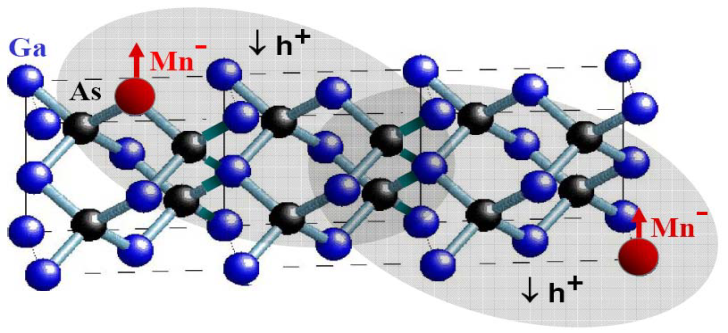 Ga
As
Mn⁻
↓ h⁺
Mn⁻
↓ h⁺